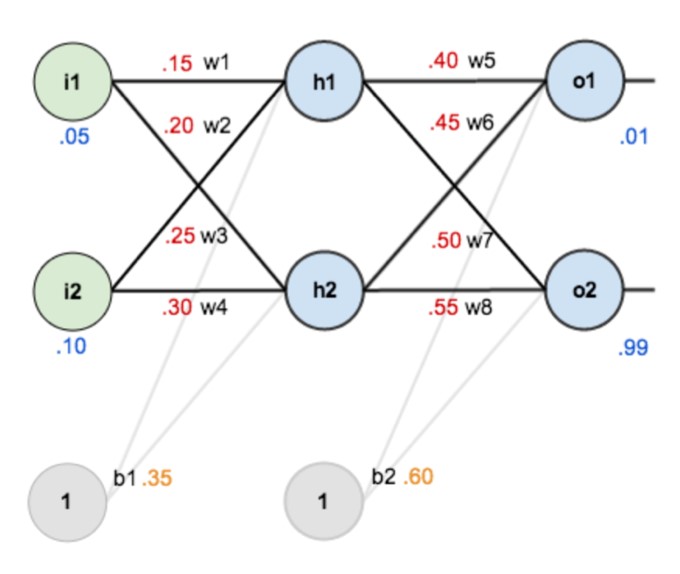 .15 w1
.40 w5
i1
h1
o1
.20 w2
.45 w6
.05
.01
.25 w3
.50 w7
i2
h2
o2
.30 w4
.55 w8
.10
.99
b1 .35
b2 .60
1
1